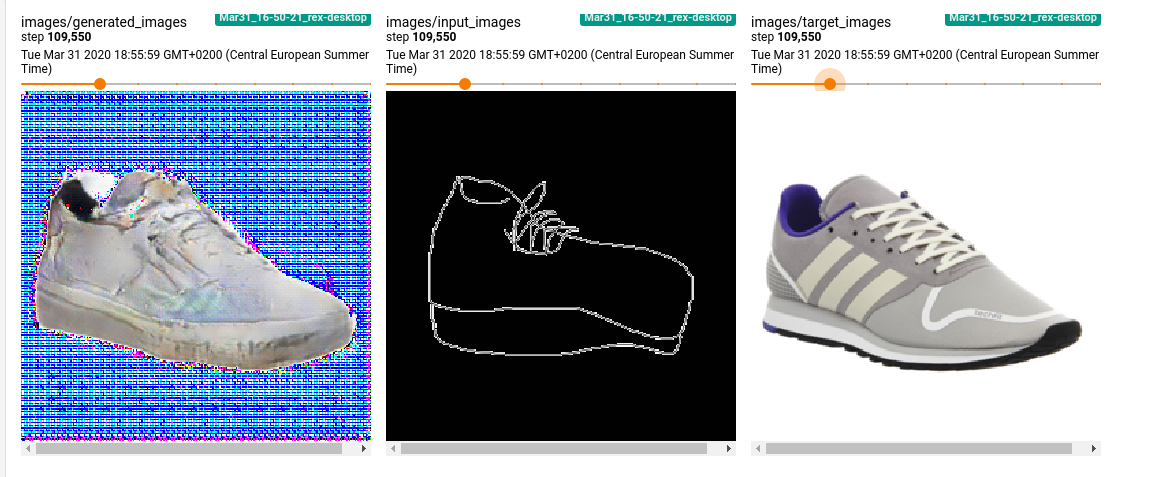 images/generated_images
Mar31_16-50-21_rex-desktop
step 109,550
Tue Mar 31 2020 18:55:59 GMT+0200 (Central European Summer
Time)
images/input_images
Mar31_16-50-21_rex-desktop
step 109,550
Tue Mar 31 2020 18:55:59 GMT+0200 (Central European Summer
Time)
images/target_images
Mar31_16-50-21_rex-desktop
step 109,550
Tue Mar 31 2020 18:55:59 GMT+0200 (Central European Summer
Time)